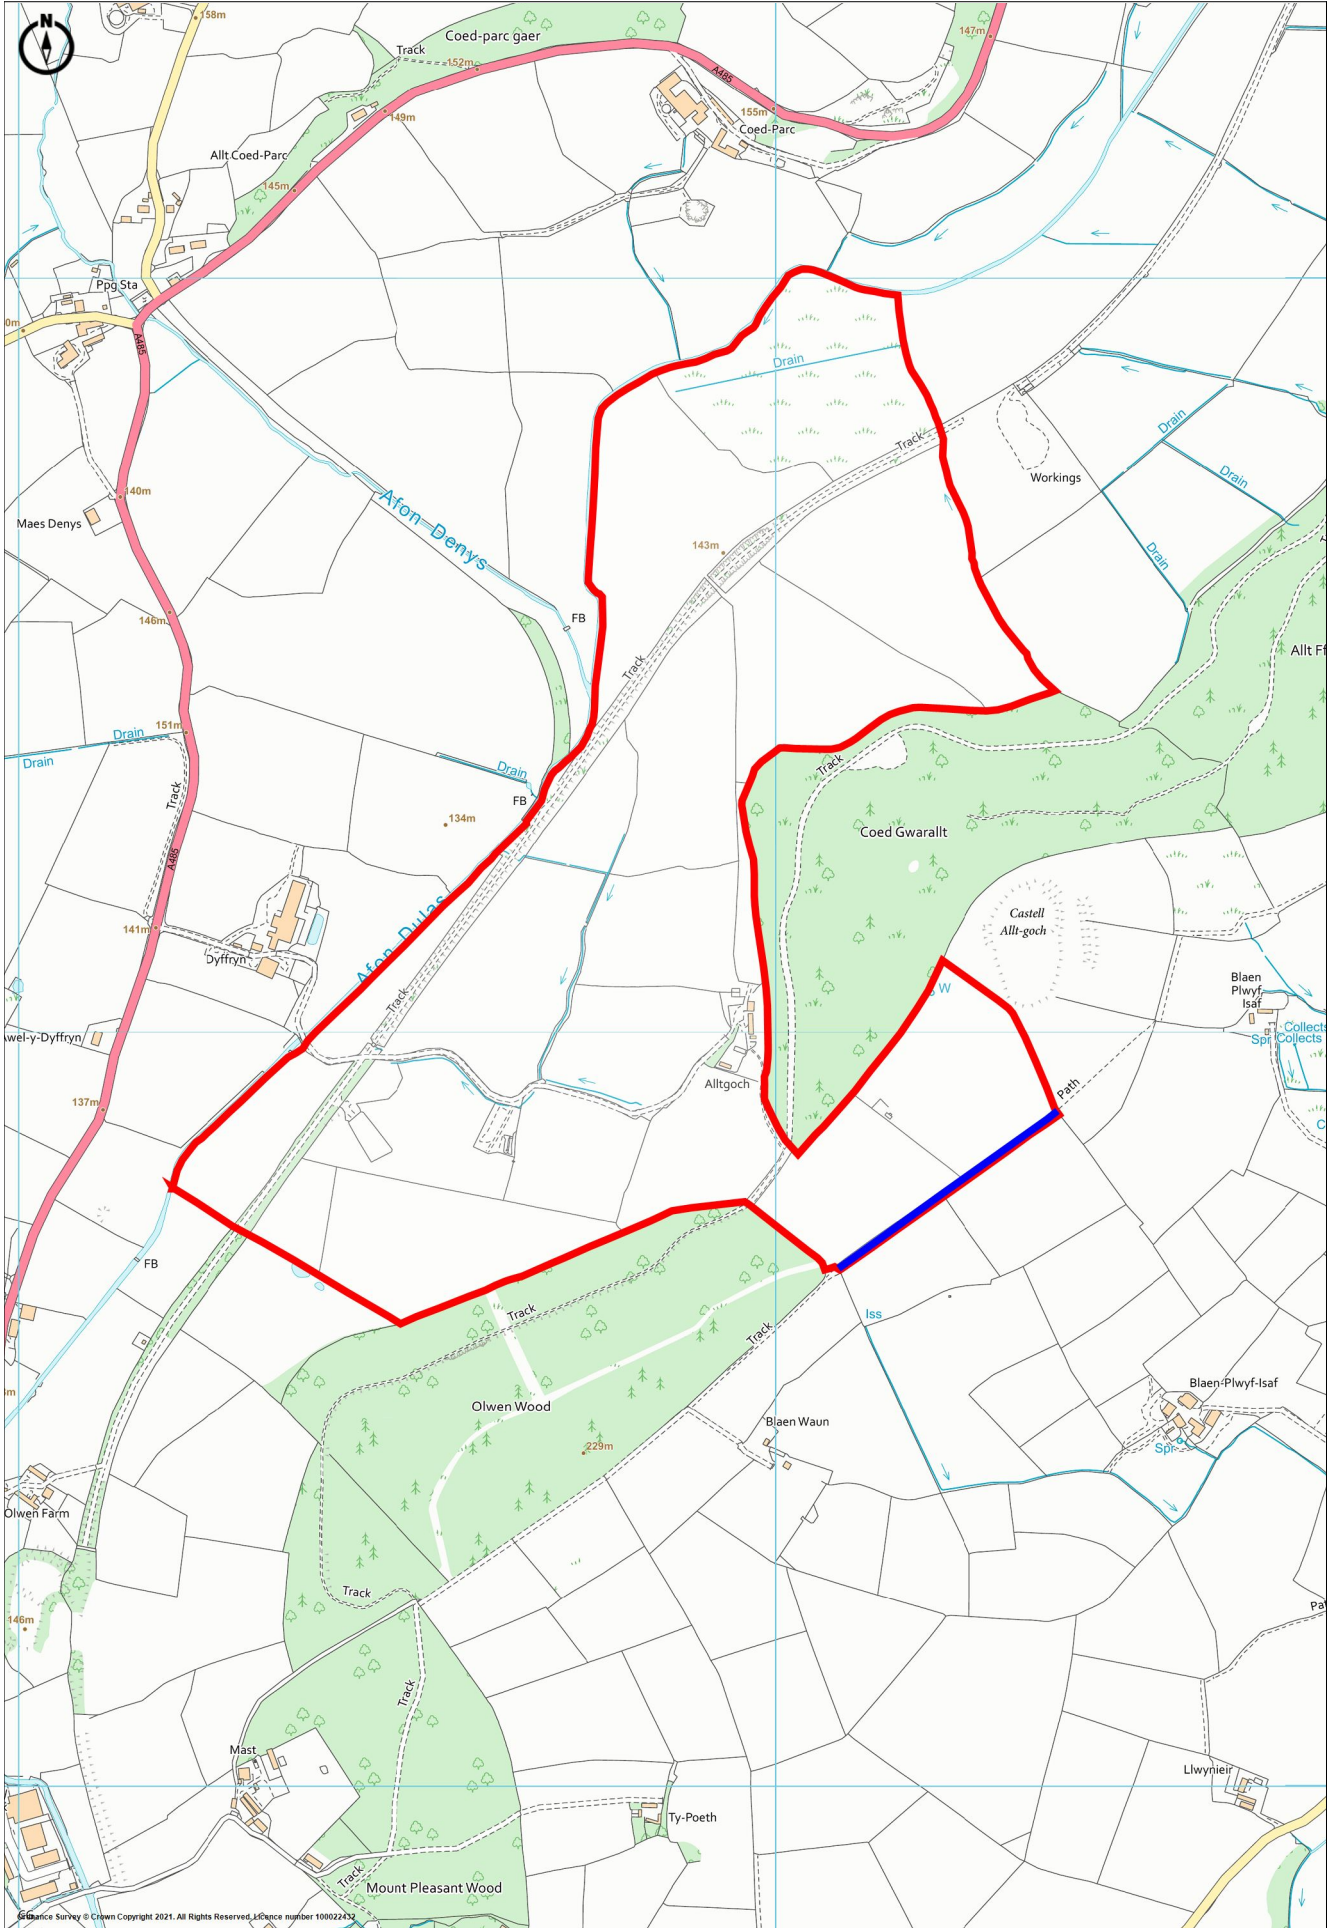 N
158m
Coed-parc gaer
Track
152m
147m
A485
155m
149m
Coed-Parc
Allt Coed-Parc
145m
Ppg Sta
0m
A485
Drain
Track
Drain
Drain
Workings
140m
Maes Denys
Afon Denys
143m
Drain
146m
FB
Track
151m
Drain
Drain
Drain
Track
FB
134m
Track
Coed Gwarallt
A485
Castell
Allt-goch
141m
Dyffryn
Afon Dulas
W
Blaen
Plwyf
Isaf
Track
Awel-y-Dyffryn
Collects
Spr Collects
Alltgoch
Path
137m
C
FB
Iss
Track
Track
Blaen-Plwyf-Isaf
Olwen Wood
Blaen Waun
229m
Spr
Olwen Farm
Track
146m
Track
Mast
Llwynieir
Ty-Poeth
Track
Mount Pleasant Wood
Ordnance Survey © Crown Copyright 2021. All Rights Reserved. Licence number 100022432